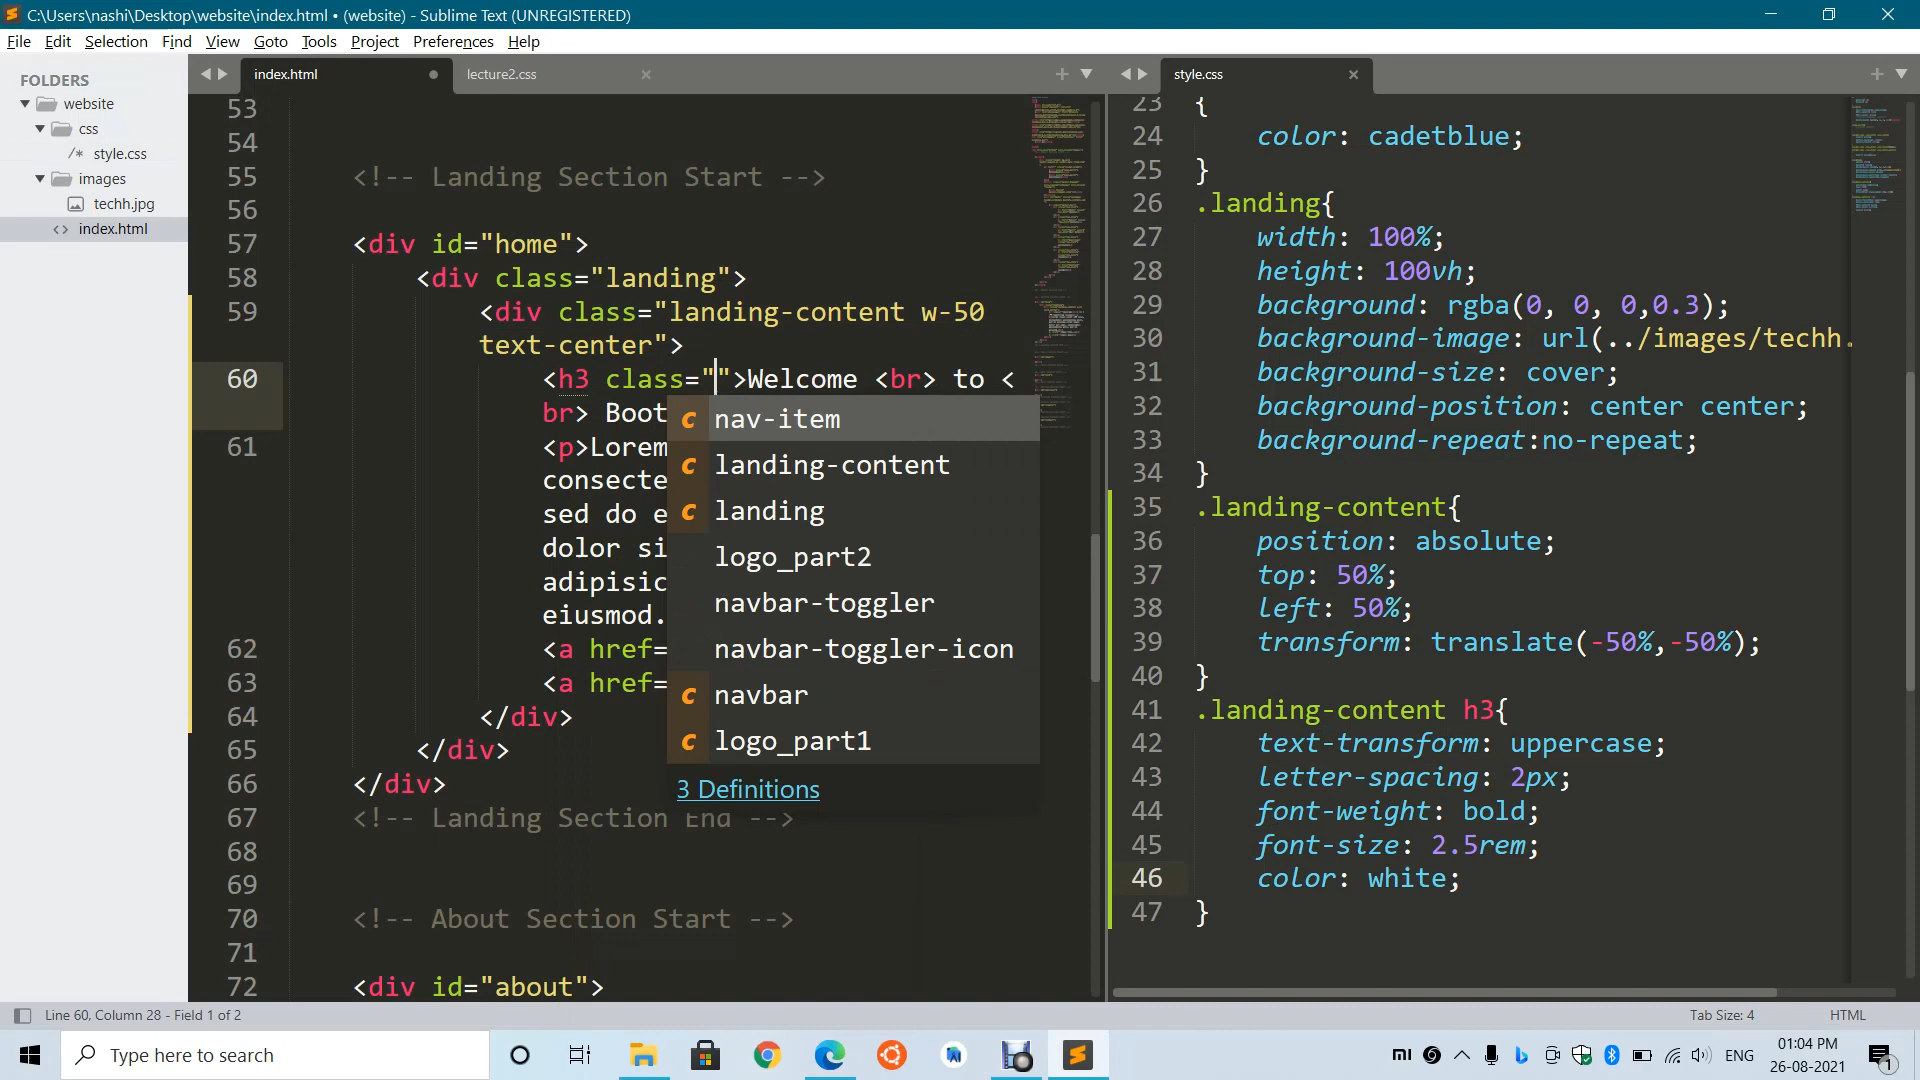 C:\Users\nashi\Desktop\website\index.html • (website) - Sublime Text (UNREGISTERED)
File Edit Selection Find View Goto Tools Project Preferences Help
FOLDERS
website
css
/* style.css
images
techh.jpg
<> index.html
index.html
lecture2.css
53
54
55 <!-- Landing Section Start -->
56
57 <div id="home">
58 <div class="landing">
59 <div class="landing-content w-50
text-center">
60 <h3 class="">Welcome <br> to <
br> Boot
61 <p>Lorem
consecte
sed do e
dolor si
adipisic
eiusmod.
62 <a href=
63 <a href=
64 </div>
65 </div>
66 </div>
67 <!-- Landing Section End -->
68
69
70 <!-- About Section Start -->
71
72 <div id="about">
c nav-item
c landing-content
c landing
logo_part2
navbar-toggler
navbar-toggler-icon
c navbar
c logo_part1
3 Definitions
style.css
23 {
24 color: cadetblue;
25 }
26 .landing{
27 width: 100%;
28 height: 100vh;
29 background: rgba(0, 0, 0,0.3);
30 background-image: url(../images/techh.
31 background-size: cover;
32 background-position: center center;
33 background-repeat:no-repeat;
34 }
35 .landing-content{
36 position: absolute;
37 top: 50%;
38 left: 50%;
39 transform: translate(-50%,-50%);
40 }
41 .landing-content h3{
42 text-transform: uppercase;
43 letter-spacing: 2px;
44 font-weight: bold;
45 font-size: 2.5rem;
46 color: white;
47 }
Line 60, Column 28 - Field 1 of 2
Tab Size: 4
HTML
Type here to search
ENG
01:04 PM
26-08-2021
1